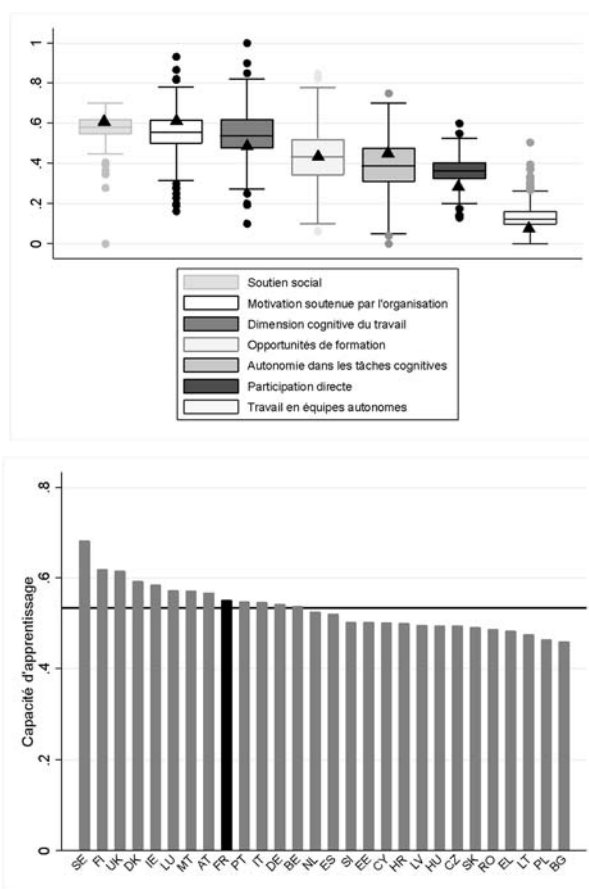 1
.8
.6
.4
.2
0
Soutien social
Motivation soutenue par l'organisation
Dimension cognitive du travail
Opportunités de formation
Autonomie dans les tâches cognitives
Participation directe
Travail en équipes autonomes
Capacité d'apprentissage
.8
.6
.4
.2
0
SE FI UK DK IE LU MT AT FR PT IT DE BE NL ES SI EE CY HR LV HU CZ SK RO EL LT PL BG